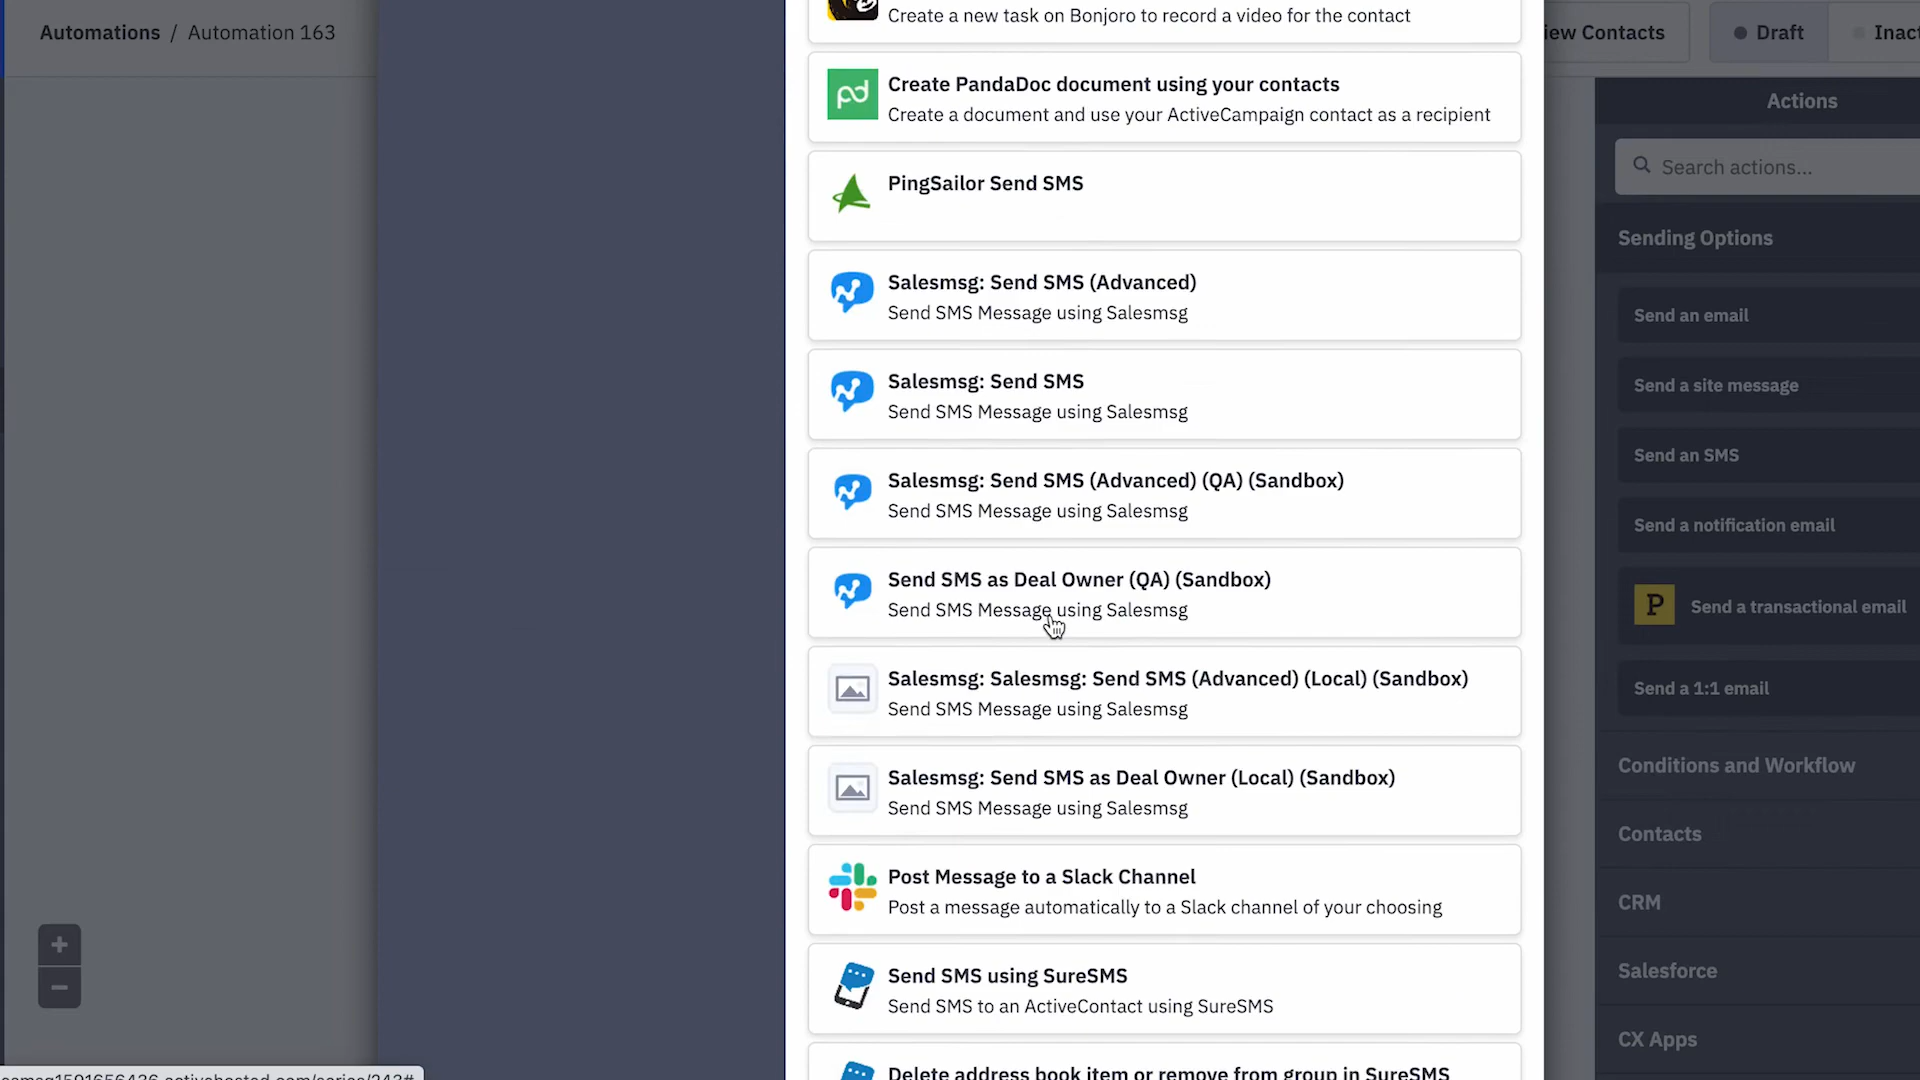 Automations / Automation 163
Create a new task on Bonjoro to record a video for the contact
Create PandaDoc document using your contacts
Create a document and use your ActiveCampaign contact as a recipient
PingSailor Send SMS
Salesmsg: Send SMS (Advanced)
Send SMS Message using Salesmsg
Salesmsg: Send SMS
Send SMS Message using Salesmsg
Salesmsg: Send SMS (Advanced) (QA) (Sandbox)
Send SMS Message using Salesmsg
Send SMS as Deal Owner (QA) (Sandbox)
Send SMS Message using Salesmsg
Salesmsg: Salesmsg: Send SMS (Advanced) (Local) (Sandbox)
Send SMS Message using Salesmsg
Salesmsg: Send SMS as Deal Owner (Local) (Sandbox)
Send SMS Message using Salesmsg
Post Message to a Slack Channel
Post a message automatically to a Slack channel of your choosing
Send SMS using SureSMS
Send SMS to an ActiveContact using SureSMS
Delete address book item or remove from group in SureSMS
iew Contacts
Draft
Inact
Actions
Search actions...
Sending Options
Send an email
Send a site message
Send an SMS
Send a notification email
P Send a transactional email
Send a 1:1 email
Conditions and Workflow
Contacts
CRM
Salesforce
CX Apps